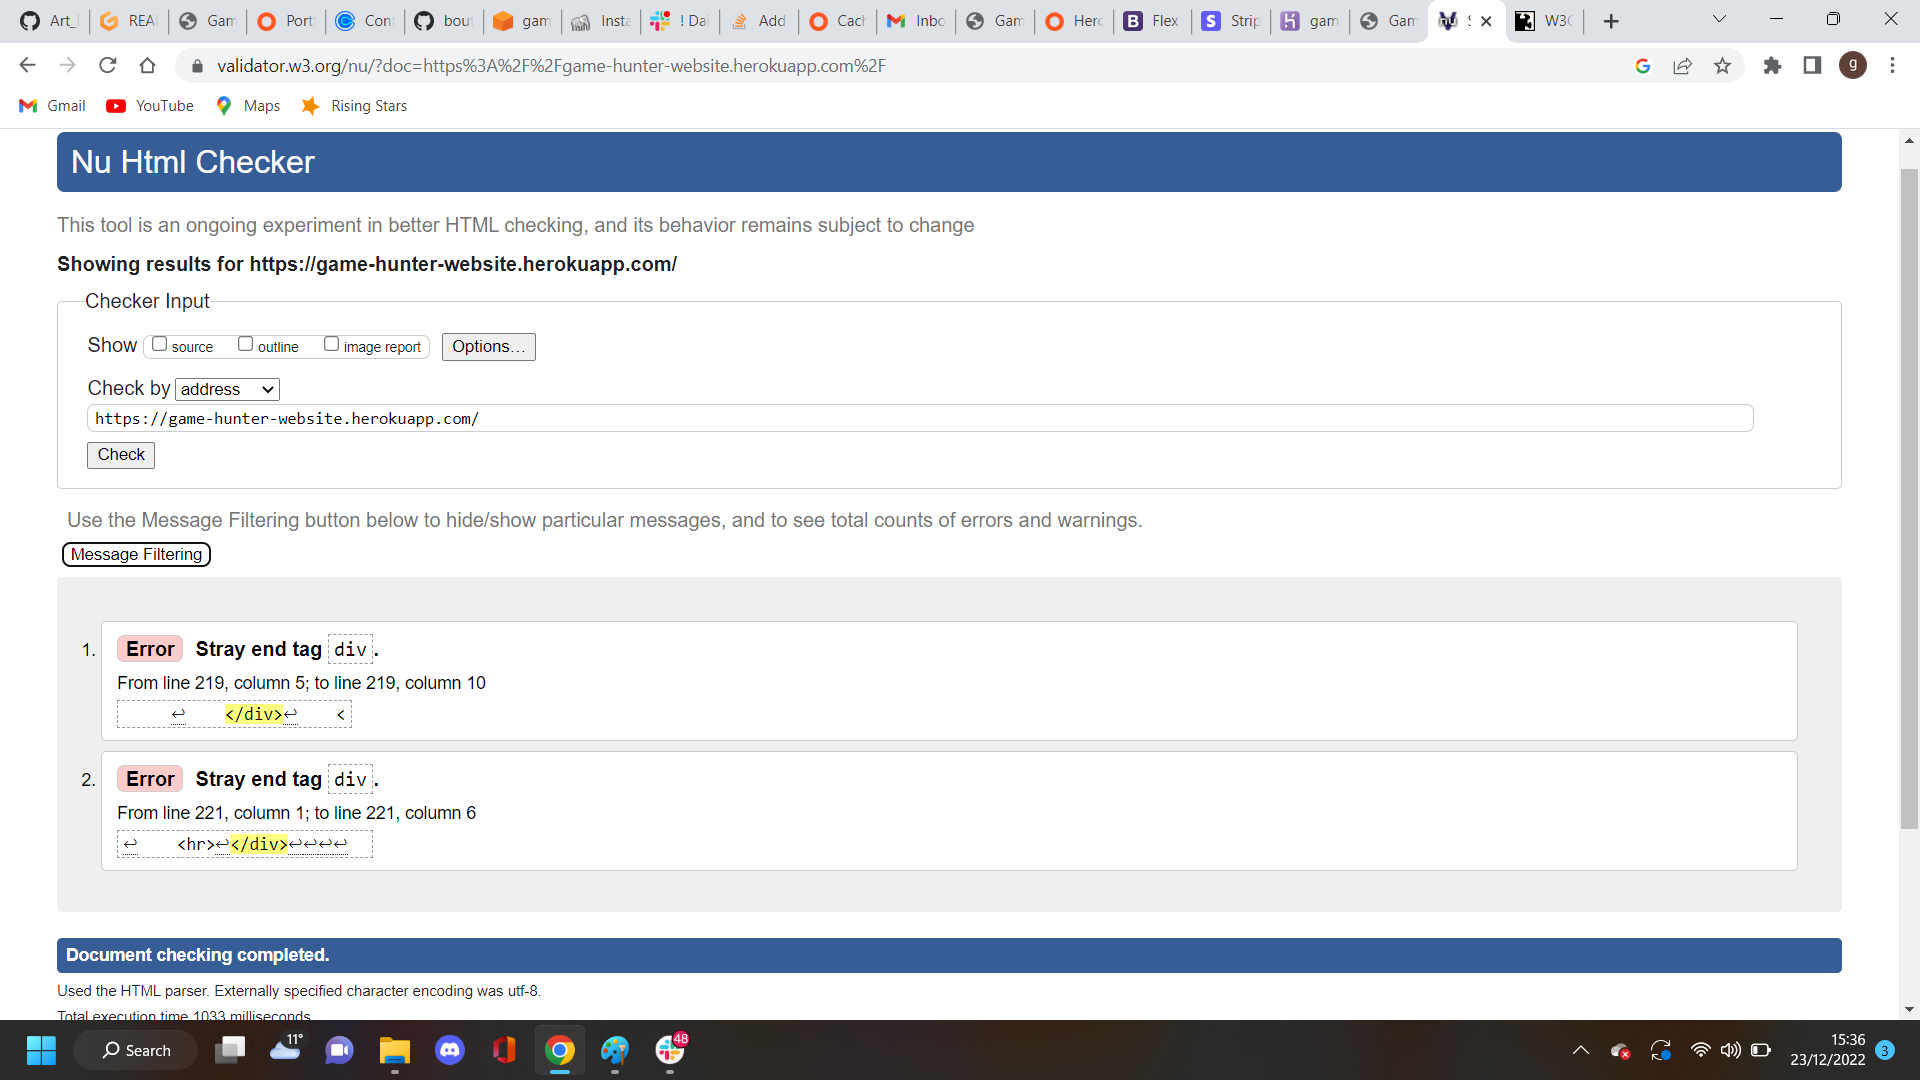 Art_
REA
Gam
Port
Con
bout
gam
Insta
! Dai
Add
Cach
Inbo
Gam
Hero
Flex
Strip
gam
Gam
S
W3C
validator.w3.org/nu/?doc=https%3A%2F%2Fgame-hunter-website.herokuapp.com%2F
g
Gmail
YouTube
Maps
Rising Stars
Nu Html Checker
This tool is an ongoing experiment in better HTML checking, and its behavior remains subject to change
Showing results for https://game-hunter-website.herokuapp.com/
Checker Input
Show source outline image report Options...
Check by address
https://game-hunter-website.herokuapp.com/
Check
Use the Message Filtering button below to hide/show particular messages, and to see total counts of errors and warnings.
Message Filtering
1. Error Stray end tag div.
From line 219, column 5; to line 219, column 10
↩ </div>↩ <
2. Error Stray end tag div.
From line 221, column 1; to line 221, column 6
↩ <hr>↩</div>↩↩↩↩
Document checking completed.
Used the HTML parser. Externally specified character encoding was utf-8.
Total execution time 1033 milliseconds.
Search
11°
48
15:36
23/12/2022
3